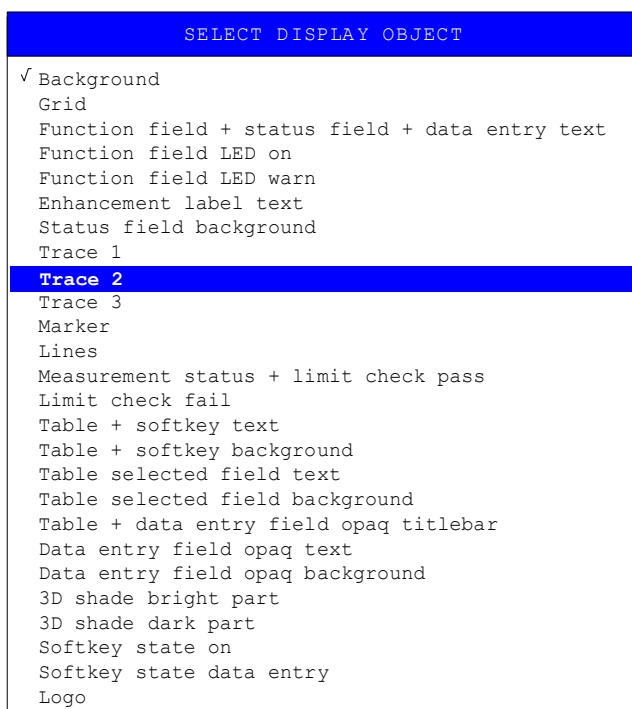 SELECT DISPLAY OBJECT
√ Background
Grid
Function field + status field + data entry text
Function field LED on
Function field LED warn
Enhancement label text
Status field background
Trace 1
Trace 2
Trace 3
Marker
Lines
Measurement status + limit check pass
Limit check fail
Table + softkey text
Table + softkey background
Table selected field text
Table selected field background
Table + data entry field opaq titlebar
Data entry field opaq text
Data entry field opaq background
3D shade bright part
3D shade dark part
Softkey state on
Softkey state data entry
Logo